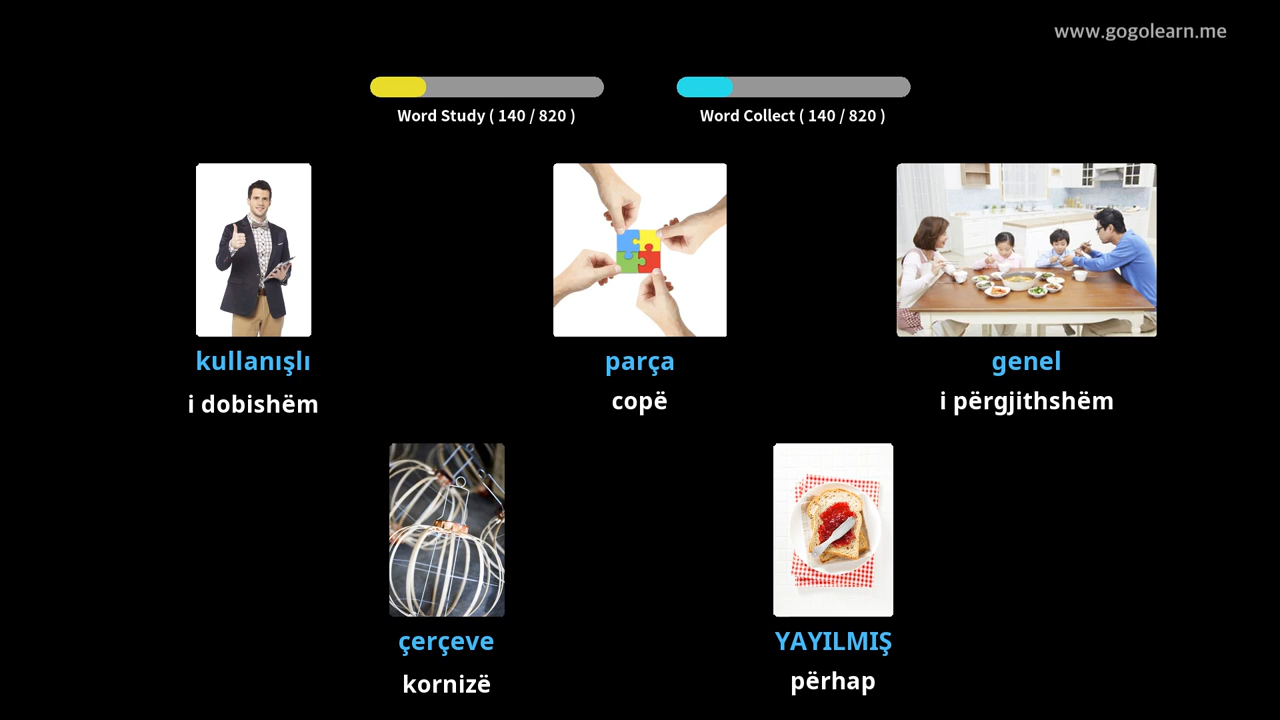 www.gogolearn.me
Word Study ( 140 / 820 )
Word Collect ( 140 / 820 )
kullanışlı
i dobishëm
parça
copë
genel
i përgjithshëm
çerçeve
kornizë
YAYILMIŞ
përhap